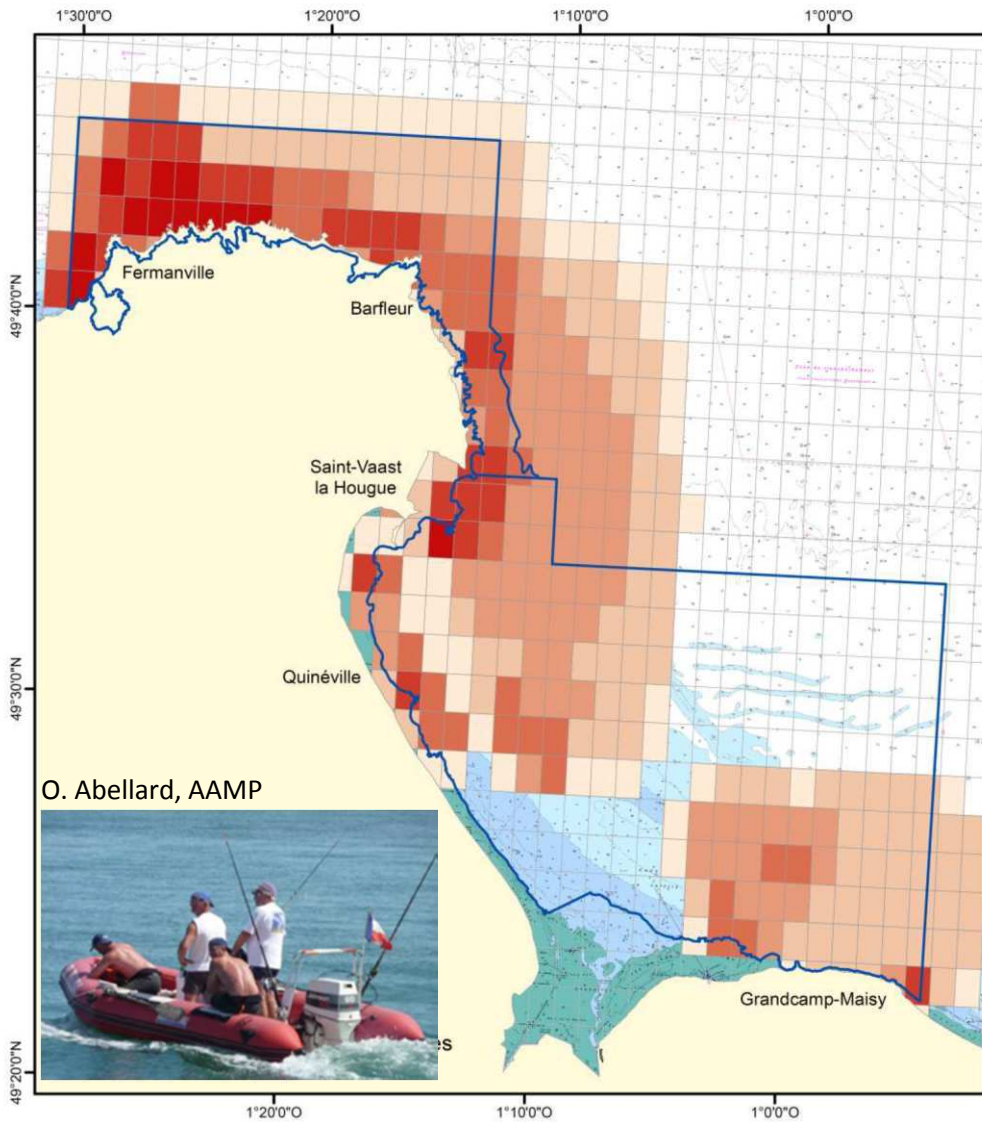 1°30'0"O
1°20'0"O
1°10'0"O
1°0'0"O
Fermanville
49°40'0"N
Barfleur
Saint-Vaast
la Hougue
Quinéville
49°30'0"N
O. Abellard, AAMP
Grandcamp-Maisy
es
49°20'0"N
1°20'0"O
1°10'0"O
1°0'0"O